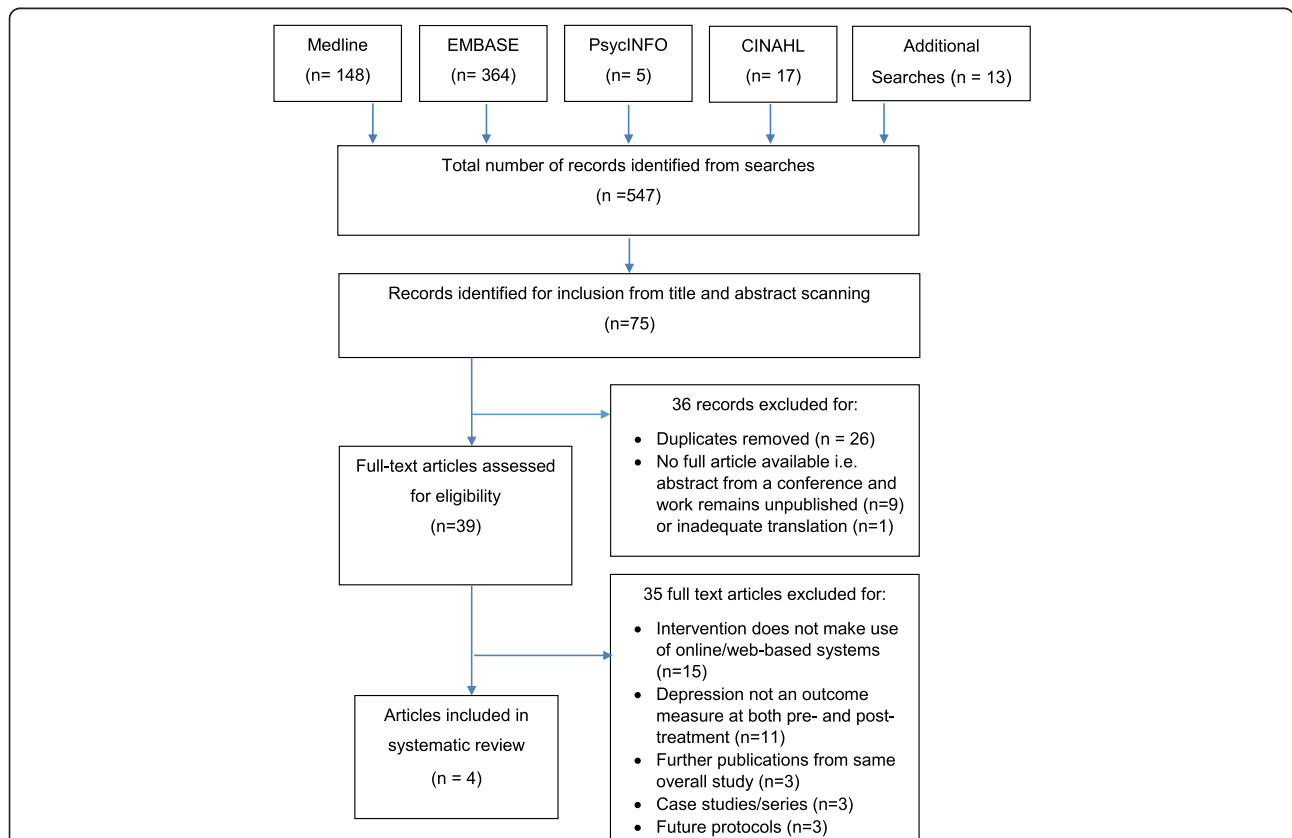 Medline
(n= 148)
EMBASE
(n= 364)
PsycINFO
(n= 5)
CINAHL
(n= 17)
Additional
Searches (n = 13)
Total number of records identified from searches
(n =547)
Records identified for inclusion from title and abstract scanning
(n=75)
36 records excluded for:
• Duplicates removed (n = 26)
• No full article available i.e.
abstract from a conference and
work remains unpublished (n=9)
or inadequate translation (n=1)
Full-text articles assessed
for eligibility
(n=39)
35 full text articles excluded for:
• Intervention does not make use
of online/web-based systems
(n=15)
• Depression not an outcome
measure at both pre- and post-
treatment (n=11)
• Further publications from same
overall study (n=3)
• Case studies/series (n=3)
• Future protocols (n=3)
Articles included in
systematic review
(n = 4)